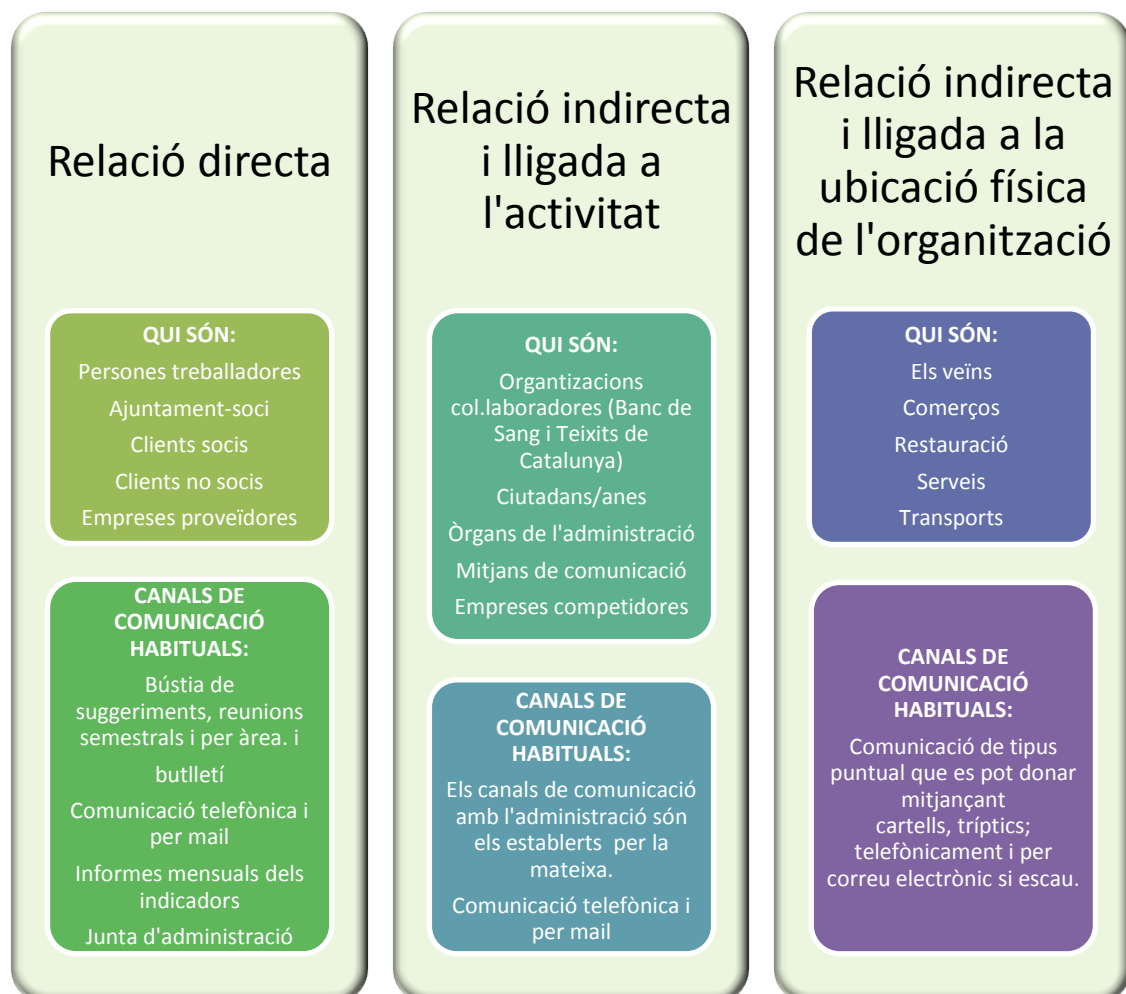 Relació directa
QUI SÓN:
Persones treballadores
Ajuntament-soci
Clients socis
Clients no socis
Empreses proveïdores
CANALS DE
COMUNICACIÓ
HABITUALS:
Bústia de
suggeriments, reunions
semestrals i per àrea. i
butlletí
Comunicació telefònica i
per mail
Informes mensuals dels
indicadors
Junta d'administració
Relació indirecta
i lligada a
l'activitat
QUI SÓN:
Organtizacions
col.laboradores (Banc de
Sang i Teixits de
Catalunya)
Ciutadans/anes
Òrgans de l'administració
Mitjans de comunicació
Empreses competidores
CANALS DE
COMUNICACIÓ
HABITUALS:
Els canals de comunicació
amb l'administració són
els establerts per la
mateixa.
Comunicació telefònica i
per mail
Relació indirecta
i lligada a la
ubicació física
de l'organització
QUI SÓN:
Els veïns
Comerços
Restauració
Serveis
Transports
CANALS DE
COMUNICACIÓ
HABITUALS:
Comunicació de tipus
puntual que es pot donar
mitjançant
cartells, tríptics;
telefònicament i per
correu electrònic si escau.